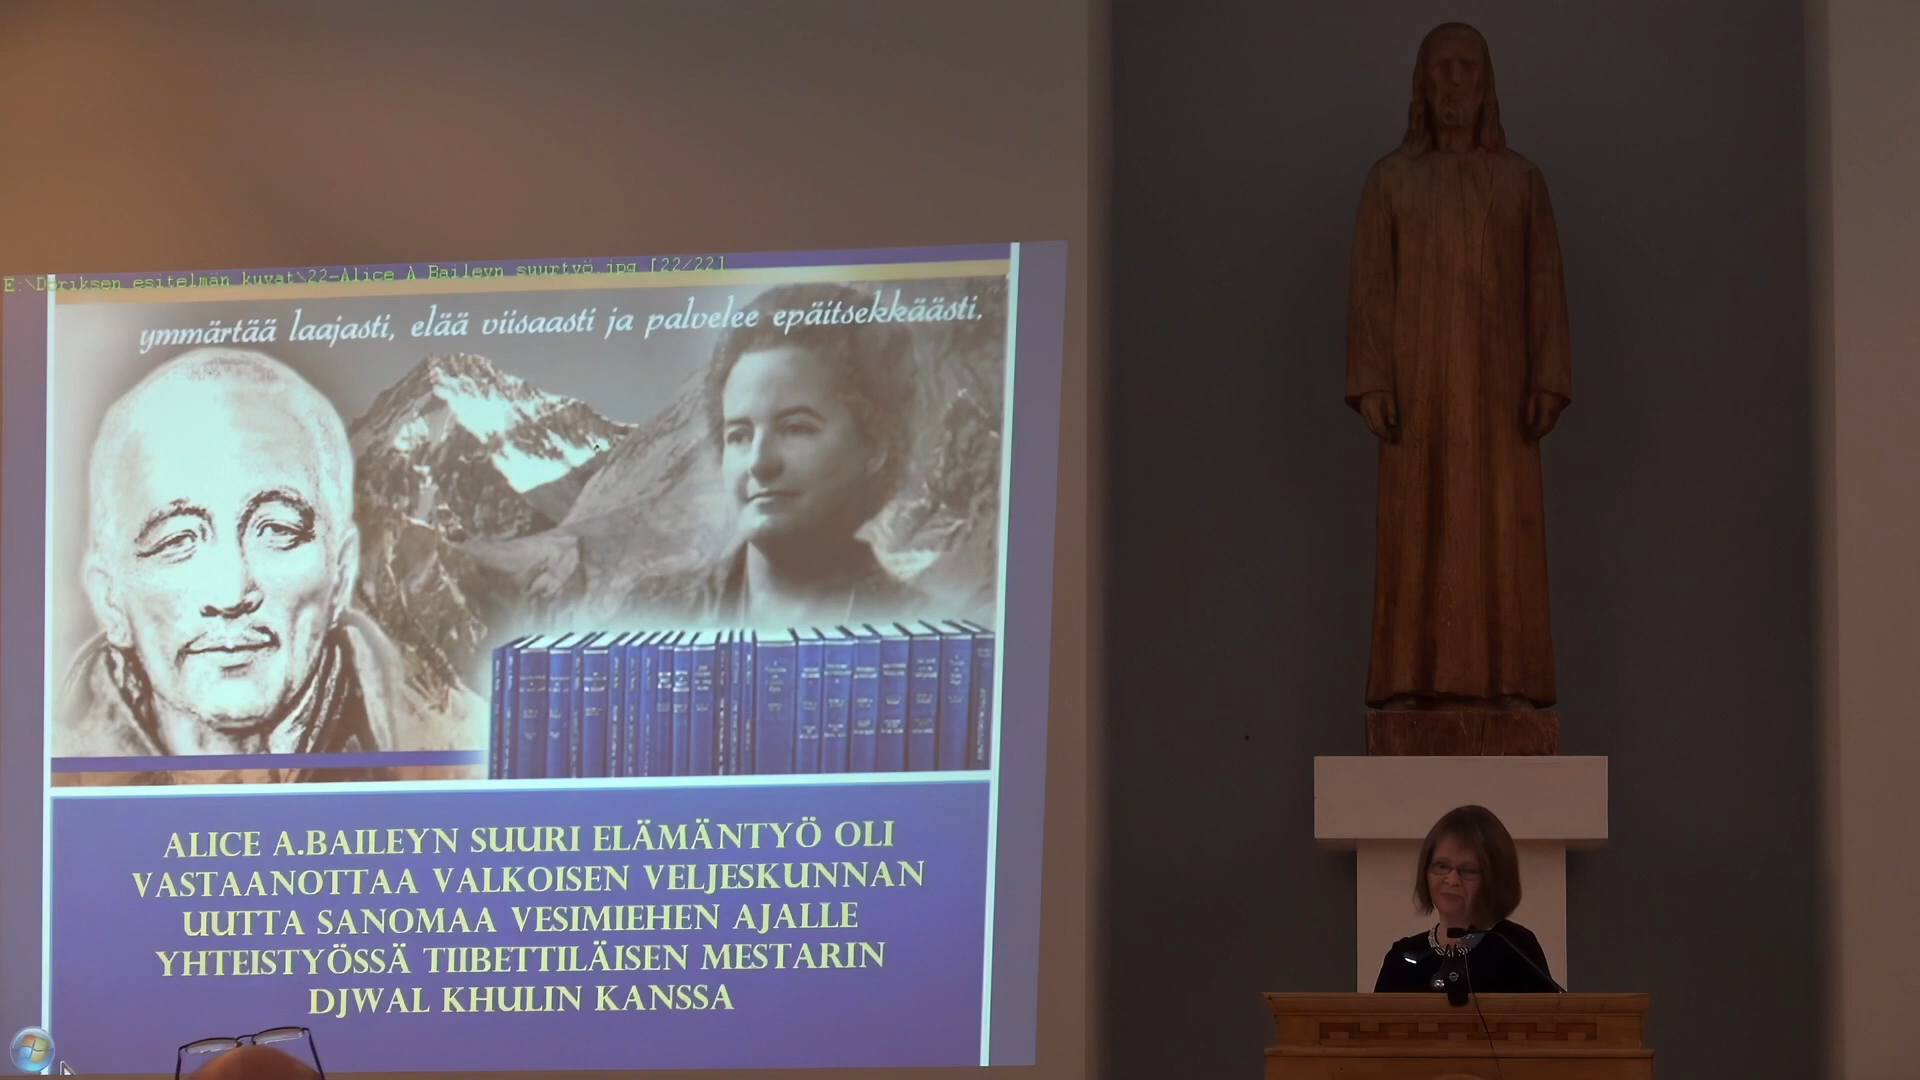 E:\Doriksen esitelmän kuvat\22-Alice A Baileyn suurtyö.jpg [22/22]
ymmärtää laajasti, elää viisaasti ja palvelee epäitsekkäästi.
ALICE A.BAILEYN SUURI ELÄMÄNTYÖ OLI
VASTAANOTTAA VALKOISEN VELJESKUNNAN
UUTTA SANOMAA VESIMIEHEN AJALLE
YHTEISTYÖSSÄ TIIBETTILÄISEN MESTARIN
DJWAL KHULIN KANSSA